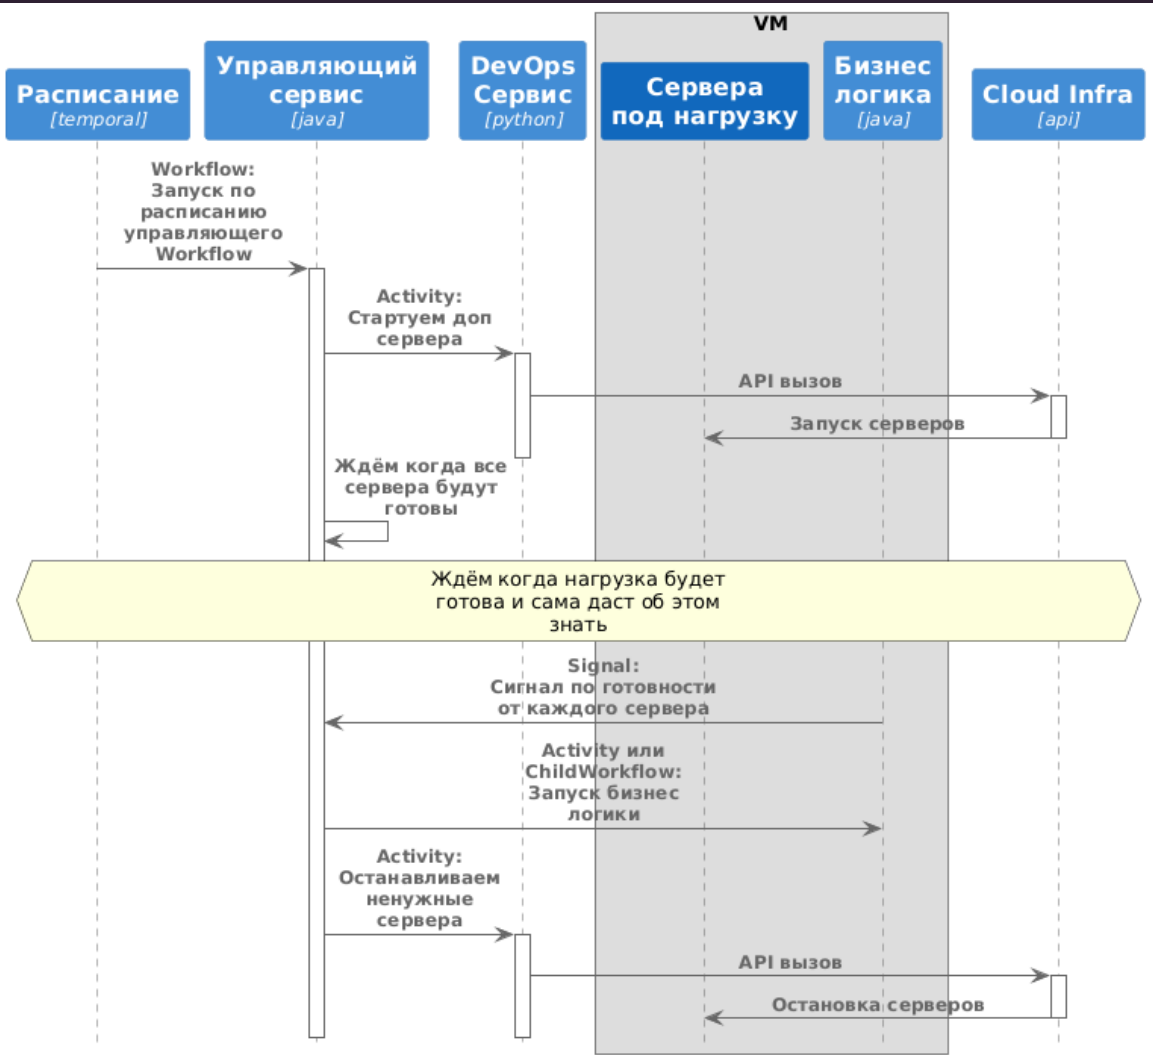 VM
Расписание
[temporal]
Управляющий
сервис
[java]
DevOps
Сервис
[python]
Сервера
под нагрузку
Бизнес
логика
[java]
Cloud Infra
[api]
Workflow:
Запуск по
расписанию
управляющего
Workflow
Activity:
Стартуем доп
сервера
API вызов
Запуск серверов
Ждём когда все
сервера будут
готовы
Ждём когда нагрузка будет
готова и сама даст об этом
знать
Signal:
Сигнал по готовности
от каждого сервера
Activity или
ChildWorkflow:
Запуск бизнес
логики
Activity:
Останавливаем
ненужные
сервера
API вызов
Остановка серверов